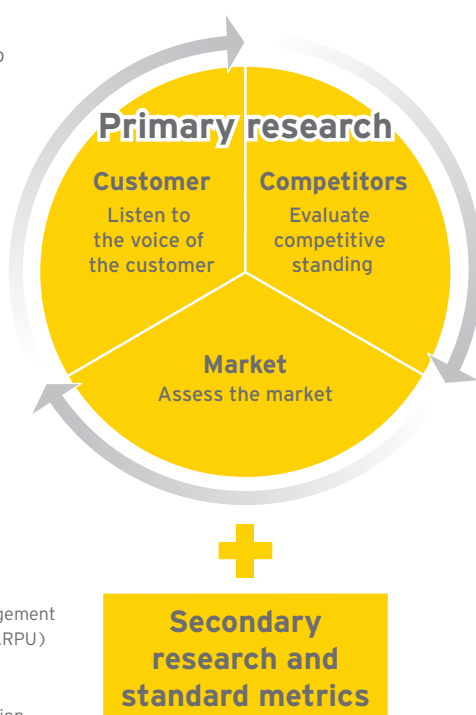 Primary research
Customer
Listen to
the voice of
the customer
Competitors
Evaluate
competitive
standing
Market
Assess the market
ARPU)
Secondary
research and
standard metrics